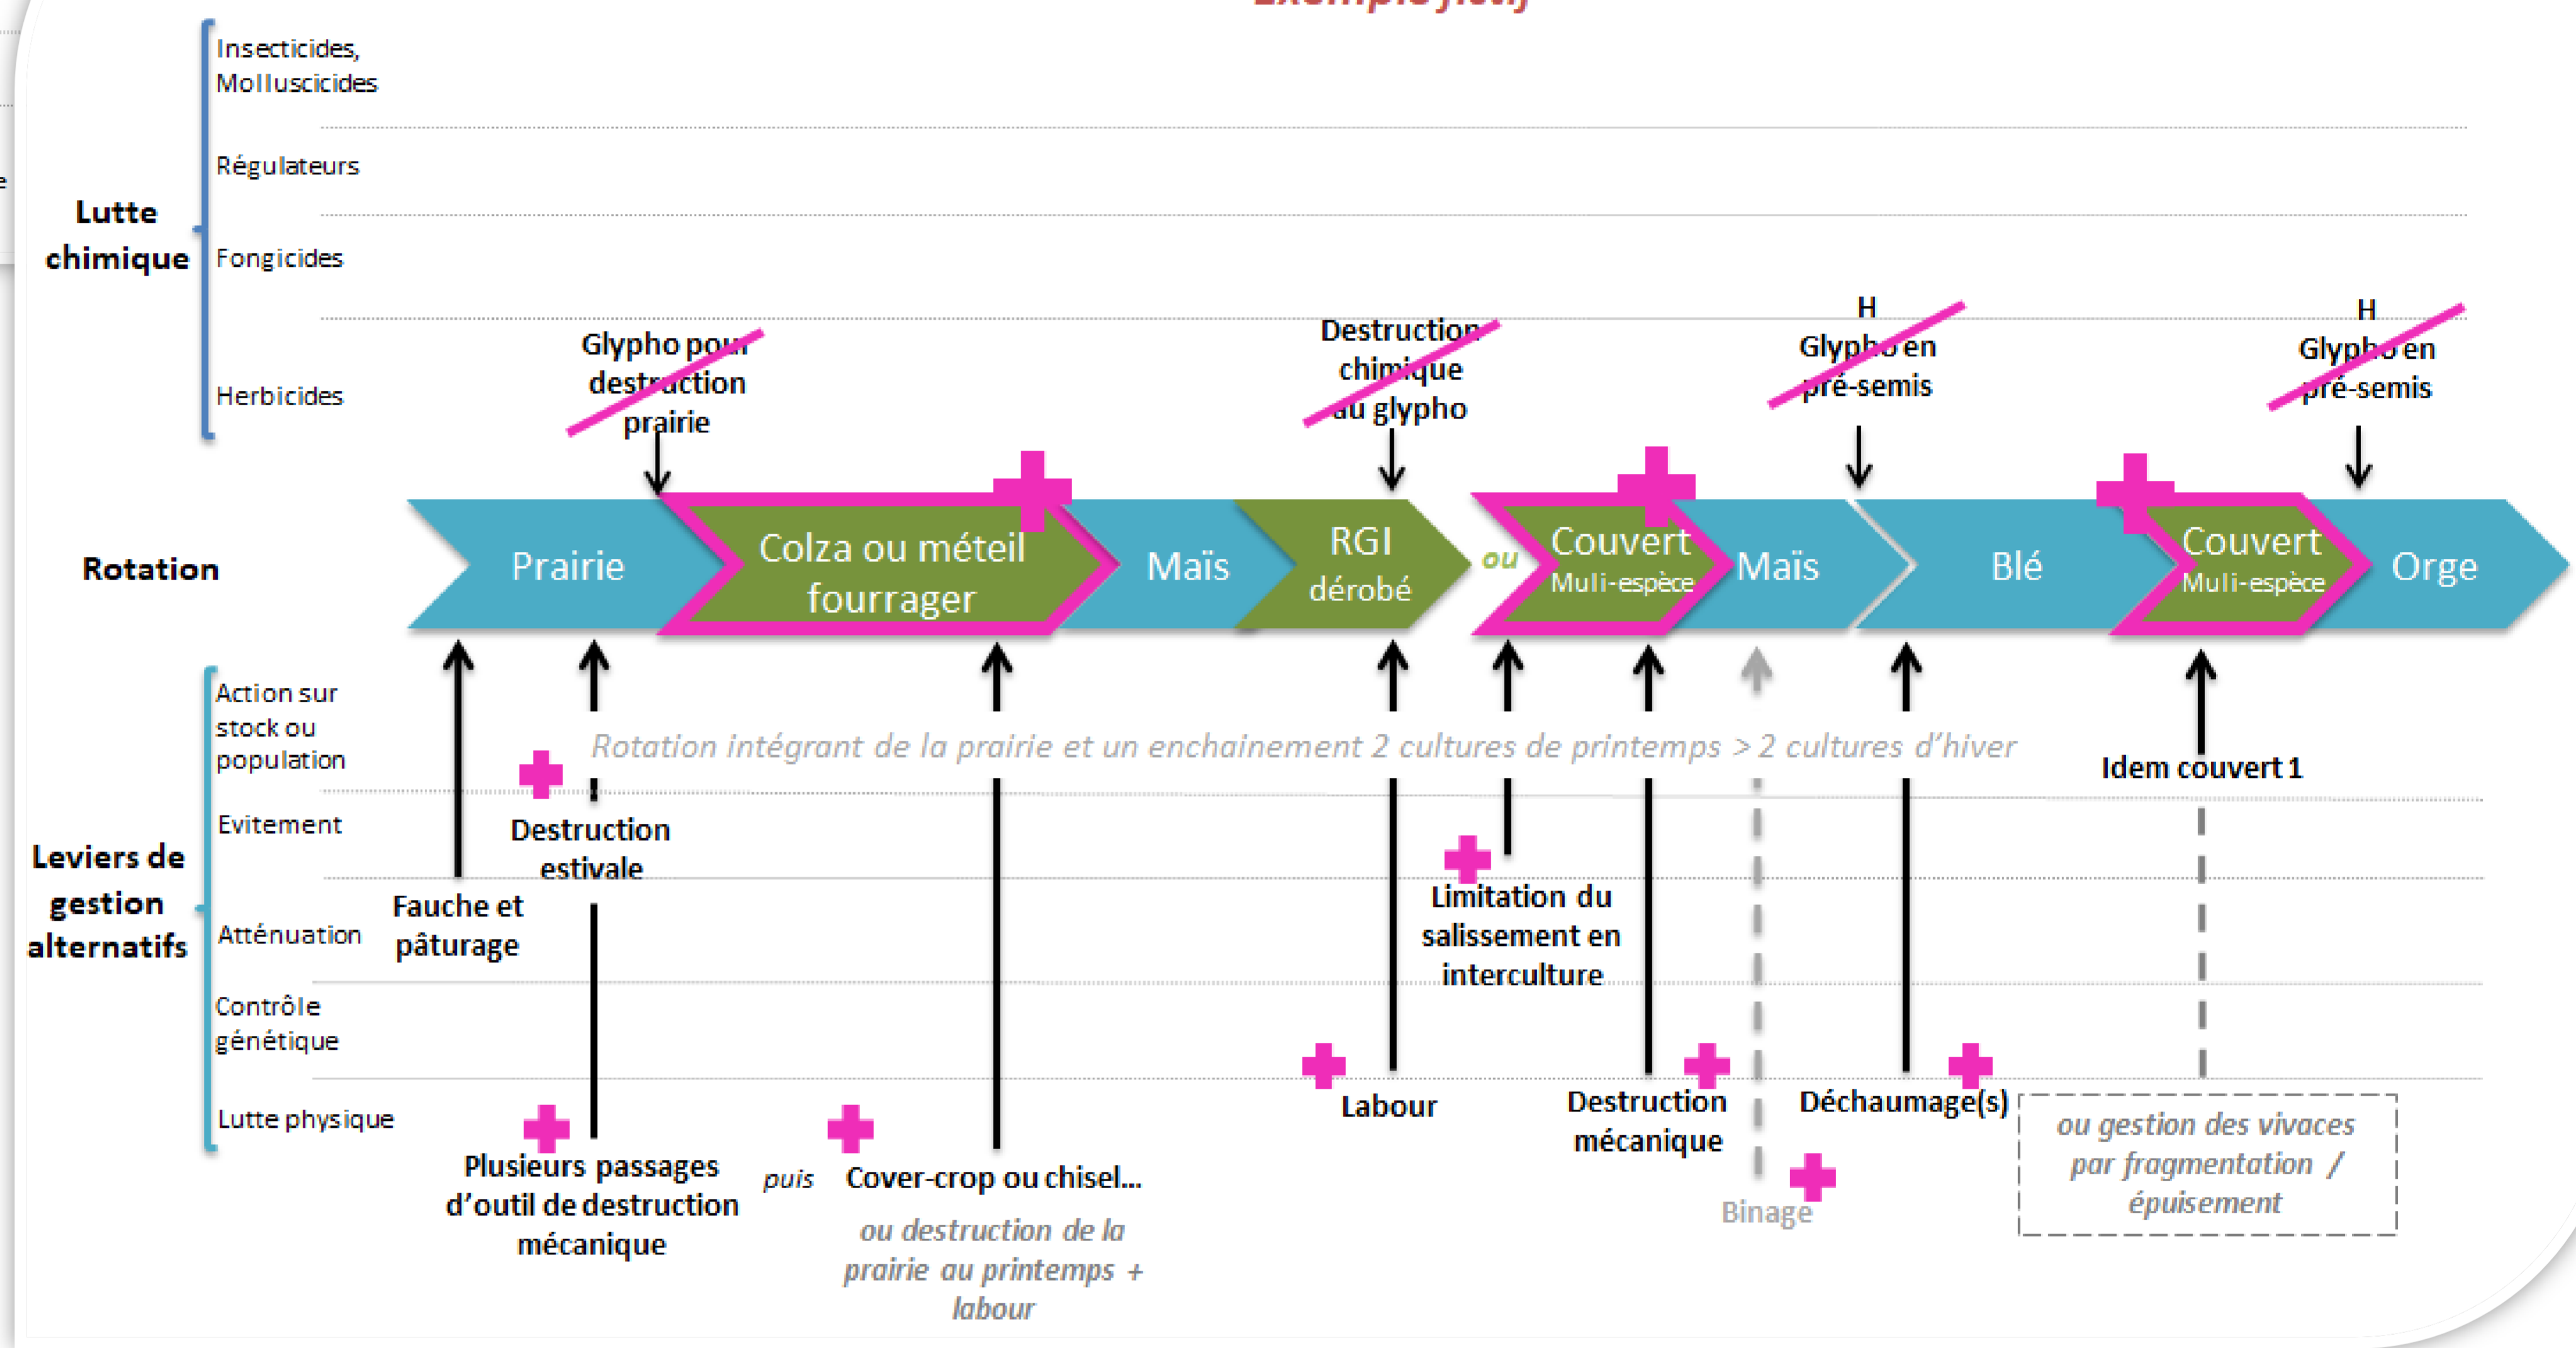 Exemple fictif
Insecticides,
Molluscicides
Régulateurs
Lutte
chimique
Fongicides
Herbicides
Glypho pour
destruction
prairie
Destruction
chimique
au glypho
H
Glypho en
pré-semis
H
Glypho en
pré-semis
Rotation
Prairie
Colza ou méteil
fourrager
Maïs
RGI
dérobé
ou
Couvert
Muli-espèce
Maïs
Blé
Couvert
Muli-espèce
Orge
Action sur
stock ou
population
Rotation intégrant de la prairie et un enchainement 2 cultures de printemps > 2 cultures d'hiver
Idem couvert 1
Evitement
Destruction
estivale
Leviers de
gestion
alternatifs
Fauche et
pâturage
Atténuation
Limitation du
salissement en
interculture
Contrôle
génétique
Lutte physique
Labour
Destruction
mécanique
Déchaumage(s)
Plusieurs passages
d'outil de destruction
mécanique
puis
Cover-crop ou chisel...
ou destruction de la
prairie au printemps +
labour
Binage
ou gestion des vivaces
par fragmentation /
épuisement